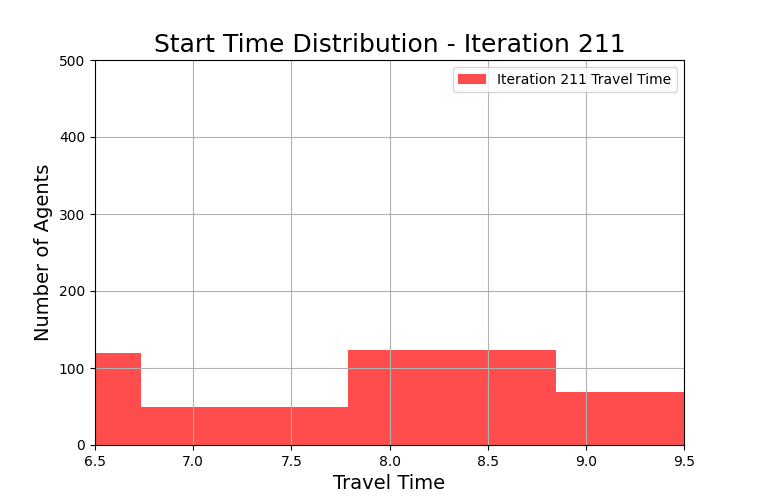 Start Time Distribution - Iteration 211
Iteration 211 Travel Time
Number of Agents
500
400
300
200
100
0
6.5 7.0 7.5 8.0 8.5 9.0 9.5
Travel Time